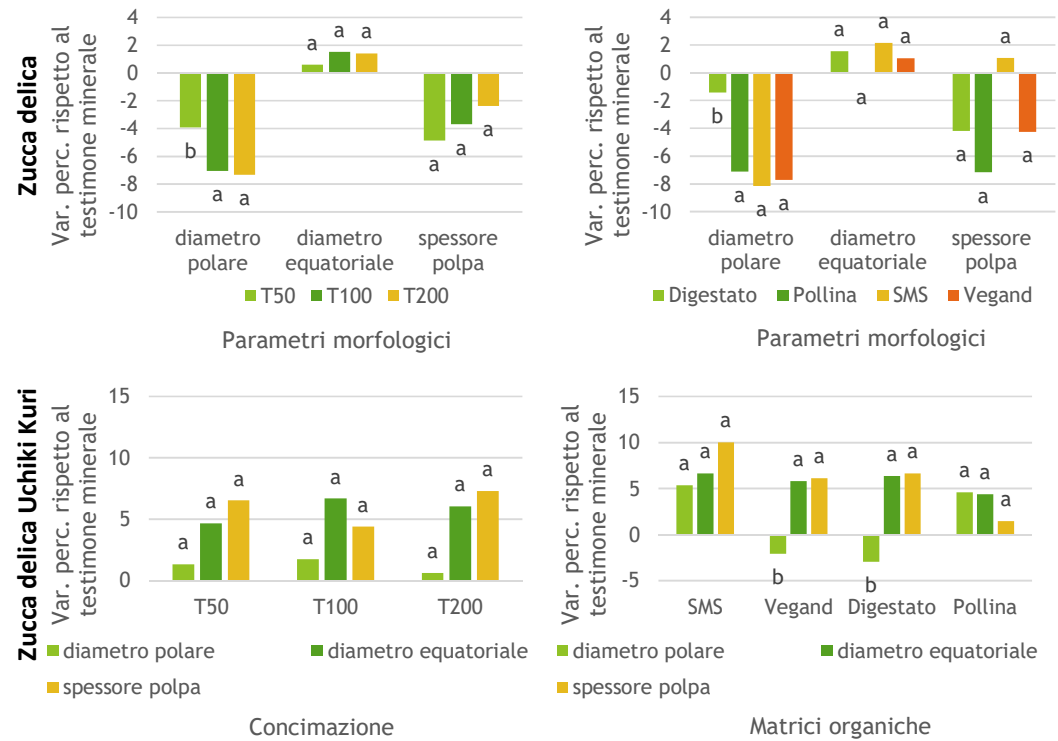 Zucca delica
Var. perc. rispetto al
testimone minerale
4
2
0
-2
-4
-6
-8
-10
a
a
a
b
a
a
a
a
a
diametro
polare
diametro
equatoriale
spessore
polpa
T50 T100 T200
Parametri morfologici
Var. perc. rispetto al
testimone minerale
4
2
0
-2
-4
-6
-8
-10
a
a
a
a
b
a
a
a
a
a
a
a
diametro
polare
diametro
equatoriale
spessore
polpa
Digestato Pollina SMS Vegand
Parametri morfologici
Zucca delica Uchiki Kuri
Var. perc. rispetto al
testimone minerale
15
10
5
0
a
a
a
a
a
a
a
a
a
T50 T100 T200
diametro polare diametro equatoriale
spessore polpa
Concimazione
Var. perc. rispetto al
testimone minerale
15
10
5
0
-5
a
a
a
b
a
a
b
a
a
a
a
a
SMS Vegand Digestato Pollina
diametro polare diametro equatoriale
spessore polpa
Matrici organiche